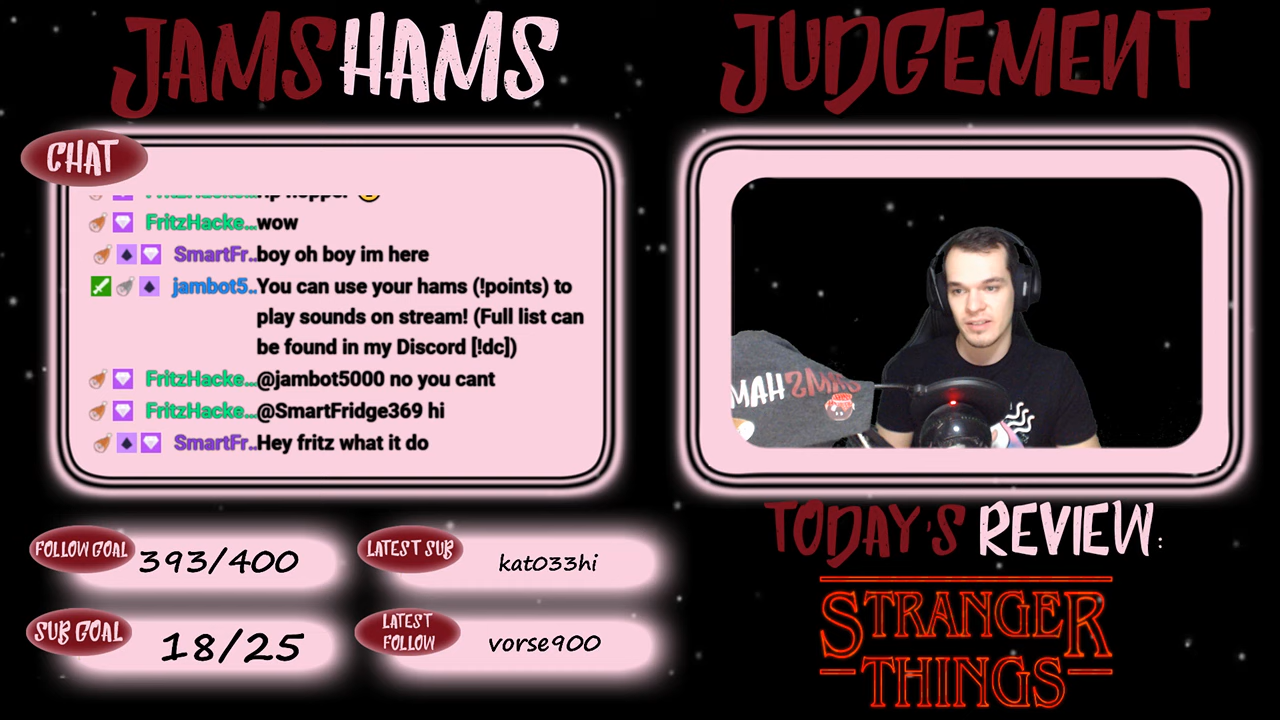 JAMSHAMS
JUDGEMENT
CHAT
FritzHacke...wow
SmartFr..boy oh boy im here
jambot5..You can use your hams (!points) to
play sounds on stream! (Full list can
be found in my Discord [!dc])
FritzHacke...@jambot5000 no you cant
FritzHacke...@SmartFridge369 hi
SmartFr..Hey fritz what it do
FOLLOW GOAL 393/400
LATEST SUB kat033hi
SUB GOAL 18/25
LATEST
FOLLOW
vorse900
TODAY'S REVIEW:
STRANGER
THINGS